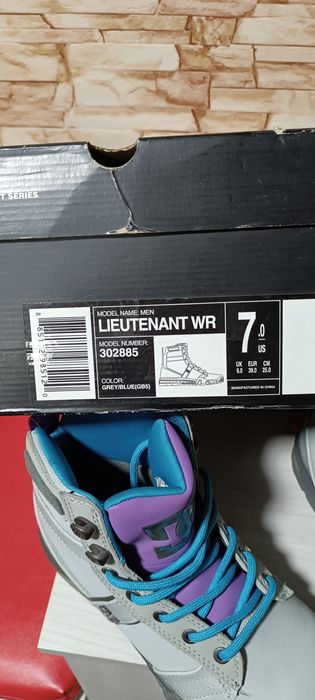 T SERIES
MODEL NAME: MEN
LIEUTENANT WR
MODEL NUMBER:
302885
COLOR:
GREY/BLUE(GB5)
7.0
US
UK EUR CM
6.0 39.0 25.0
MANUFACTURED IN CHINA